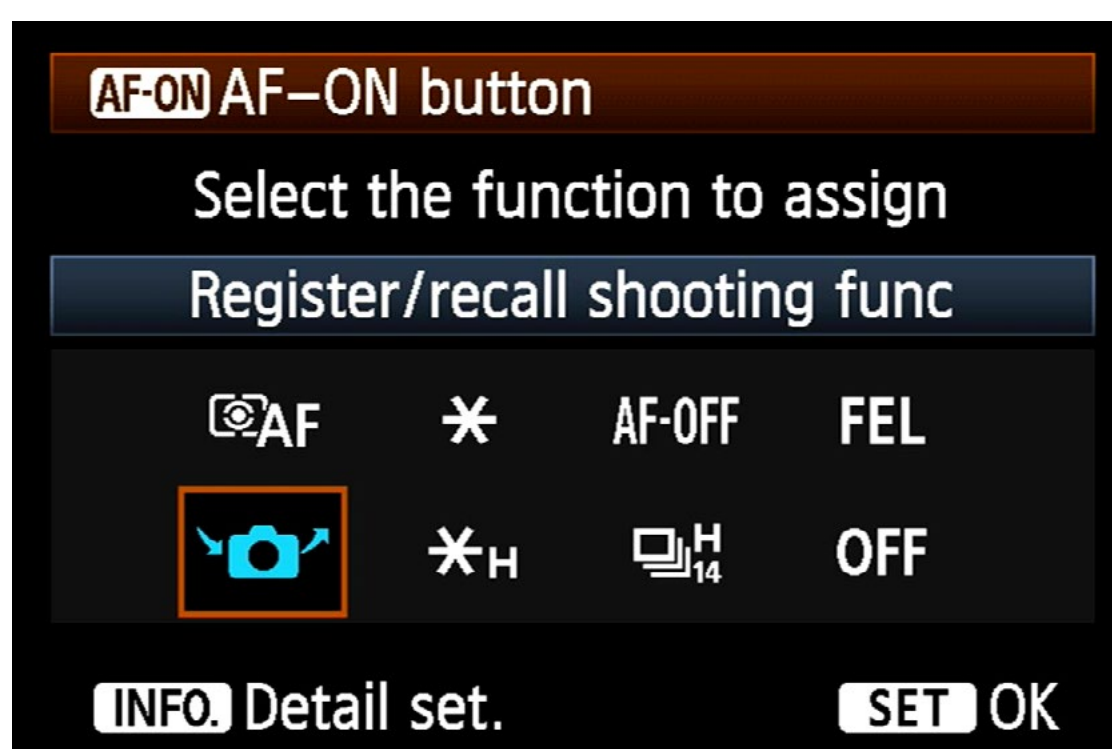 AF-ON AF-ON button
Select the function to assign
Register/recall shooting func
AF * AF-OFF FEL
*H H14 OFF
INFO. Detail set. SET OK